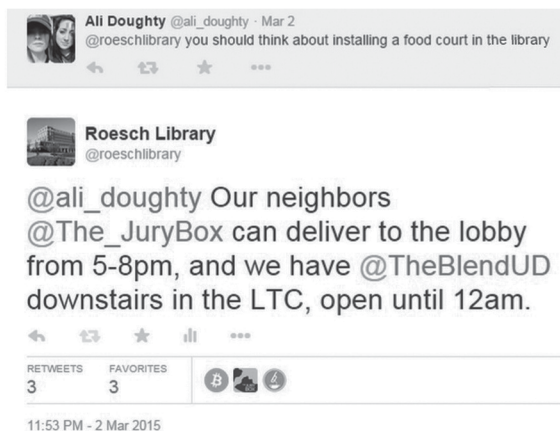 Ali Doughty @ali_doughty · Mar 2
@roeschlibrary you should think about installing a food court in the library
Roesch Library
@roeschlibrary
@ali_doughty Our neighbors
@The_JuryBox can deliver to the lobby
from 5-8pm, and we have @TheBlendUD
downstairs in the LTC, open until 12am.
RETWEETS FAVORITES
3 3
11:53 PM - 2 Mar 2015